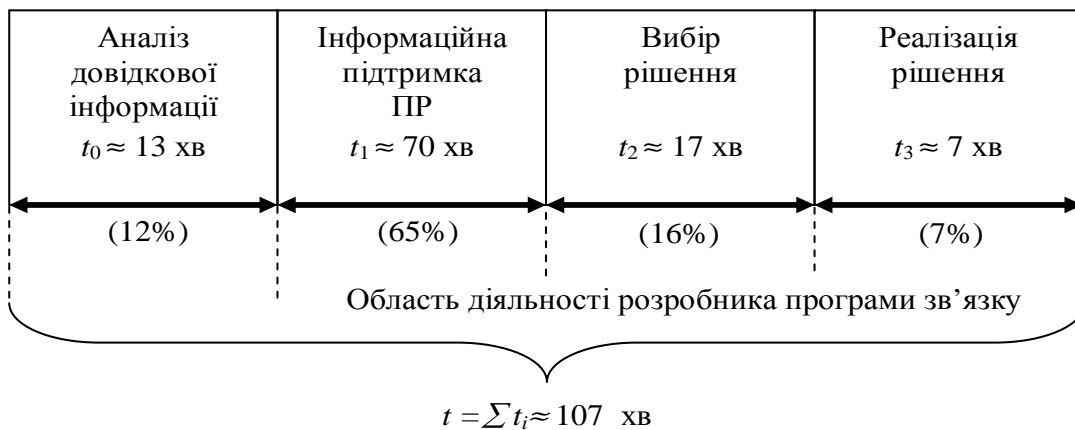 Аналіз
довідкової
інформації
t₀ ≈ 13 хв
Інформаційна
підтримка
ПР
t₁ ≈ 70 хв
Вибір
рішення
t₂ ≈ 17 хв
Реалізація
рішення
t₃ ≈ 7 хв
(12%)
(65%)
(16%)
(7%)
Область діяльності розробника програми зв’язку
t = ∑ tᵢ ≈ 107 хв